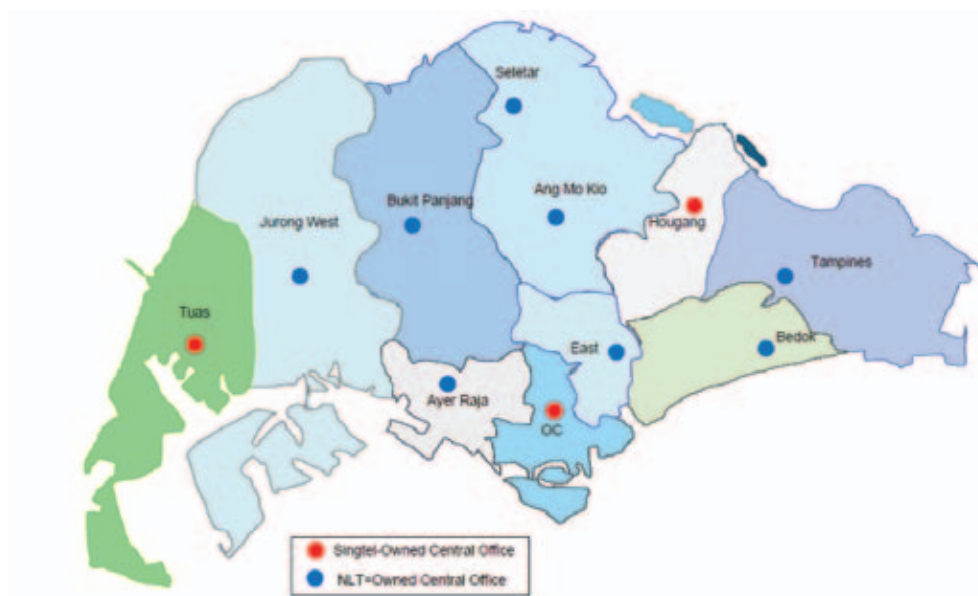 Seletar
Ang Mo Kio
Bukit Panjang
Hougang
Jurong West
Tampines
Tuas
East
Bedok
Ayer Raja
OC
Singtel-Owned Central Office
NLT=Owned Central Office